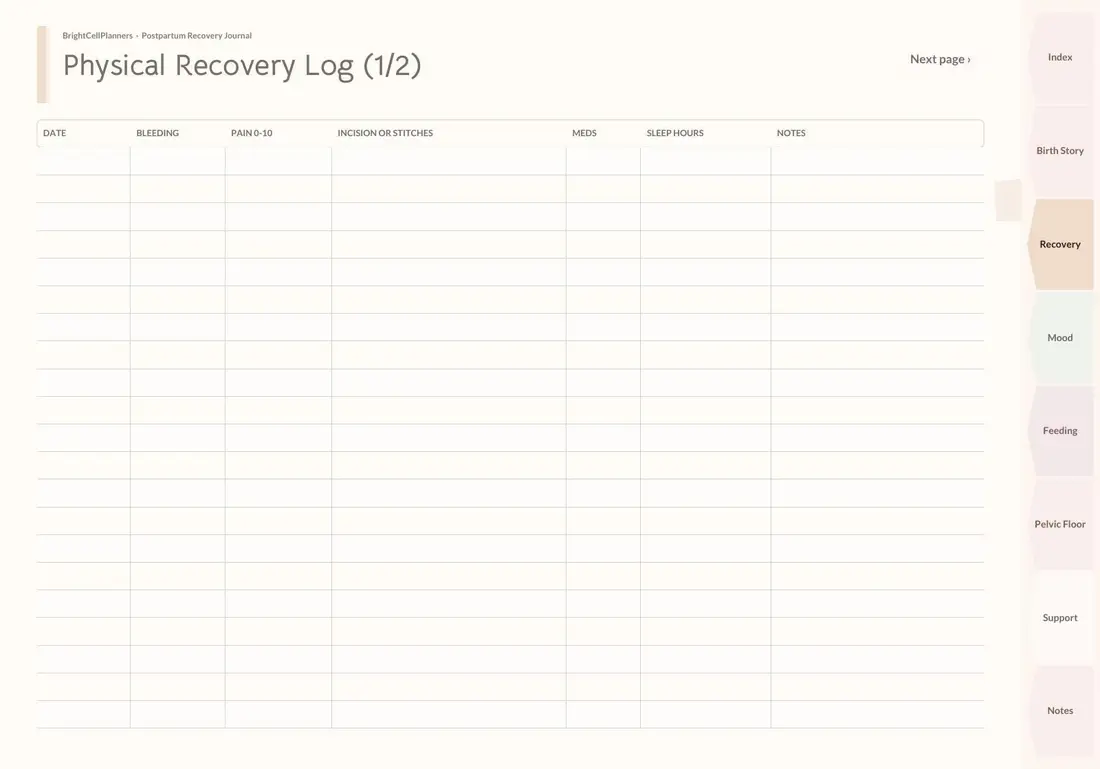 BrightCellPlanners · Postpartum Recovery Journal
Physical Recovery Log (1/2)
Next page ›
DATE BLEEDING PAIN 0-10 INCISION OR STITCHES MEDS SLEEP HOURS NOTES
Index
Birth Story
Recovery
Mood
Feeding
Pelvic Floor
Support
Notes